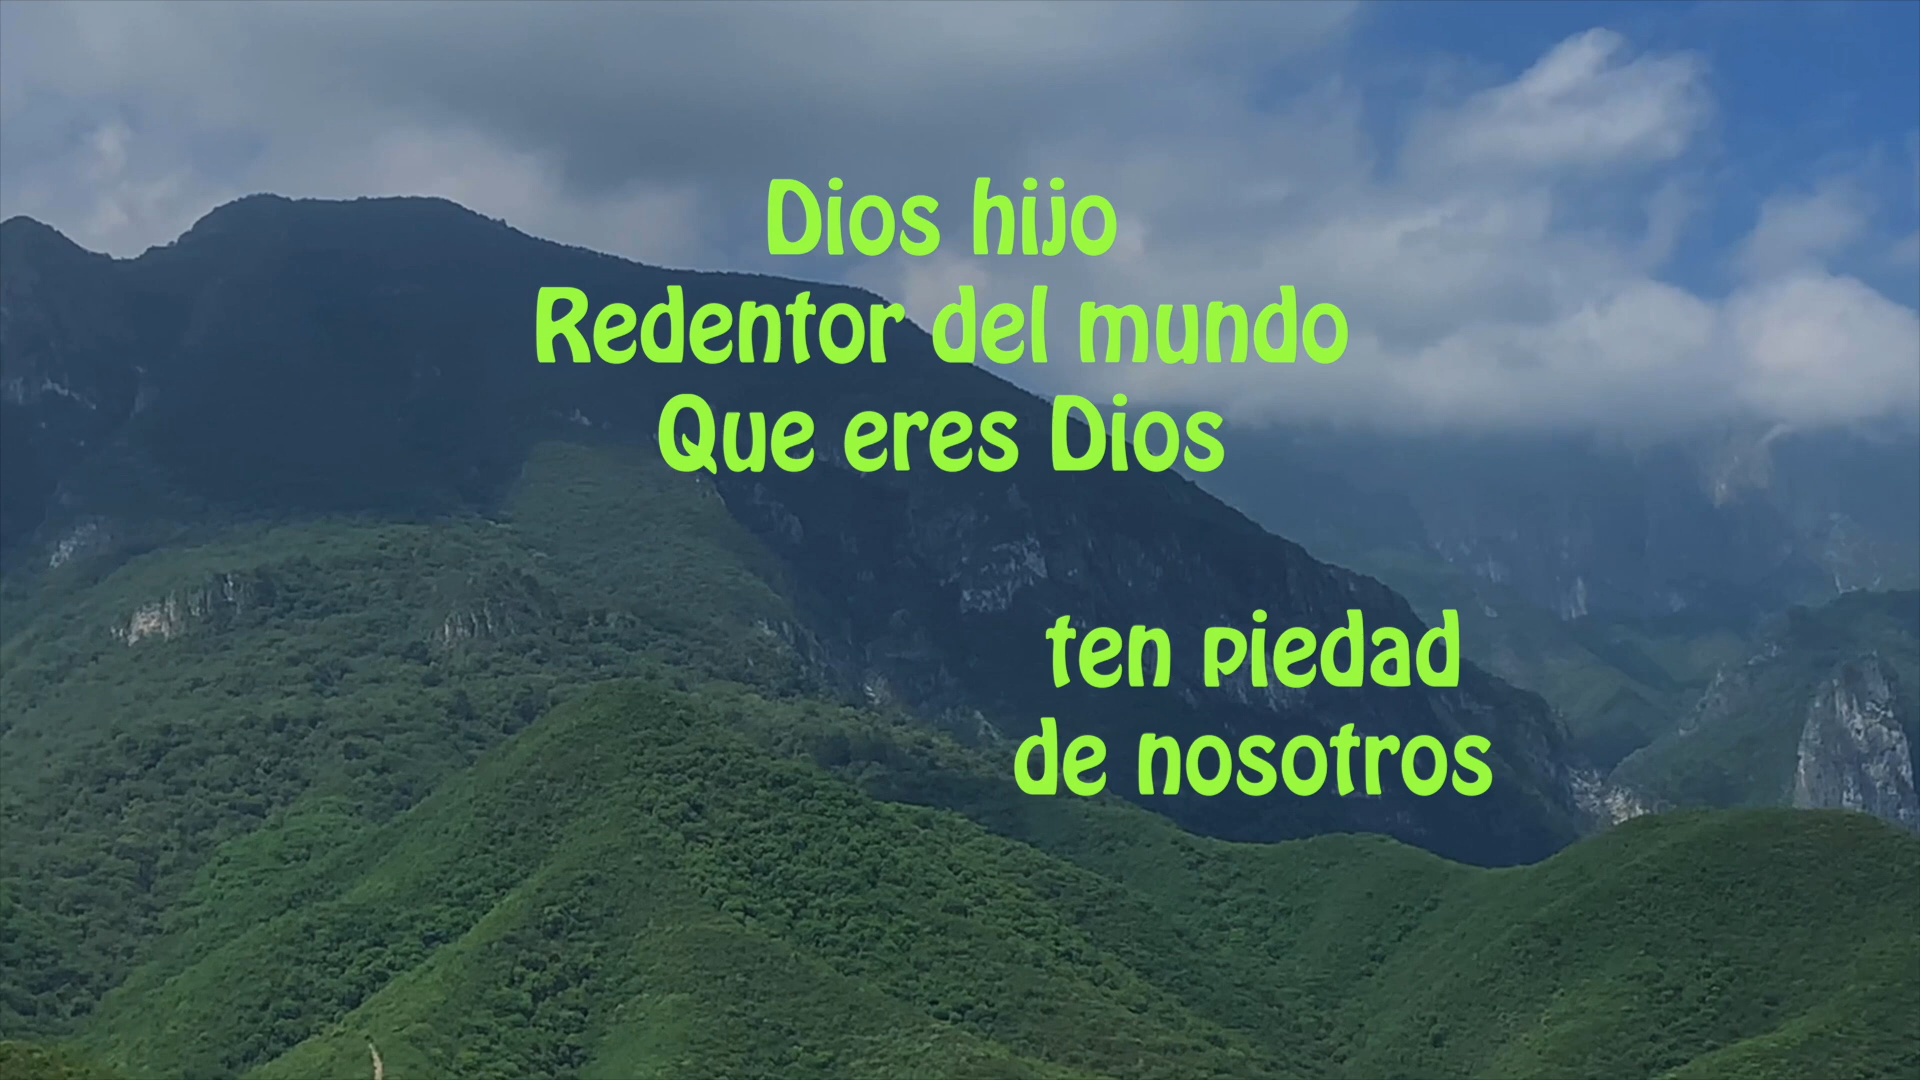 Dios hijo
Redentor del mundo
Que eres Dios
ten piedad
de nosotros